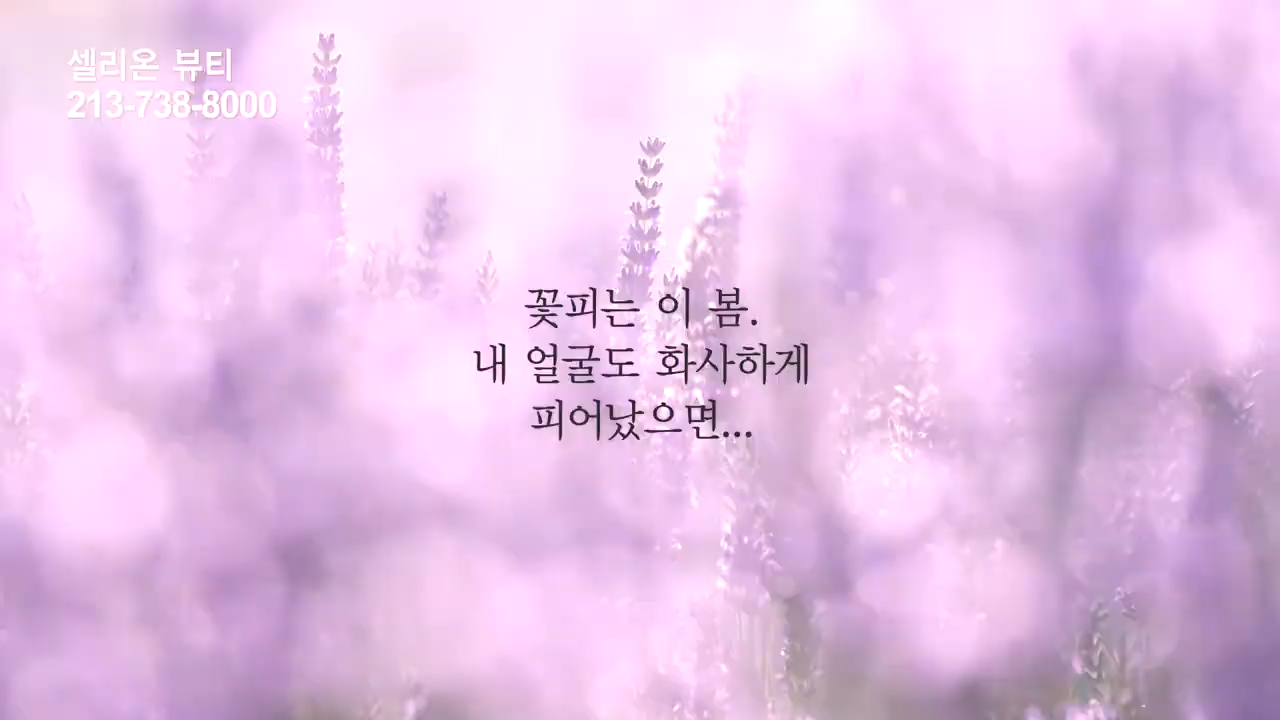 셀리온 뷰티
213-738-8000
꽃피는 이 봄.
내 얼굴도 화사하게
피어났으면...